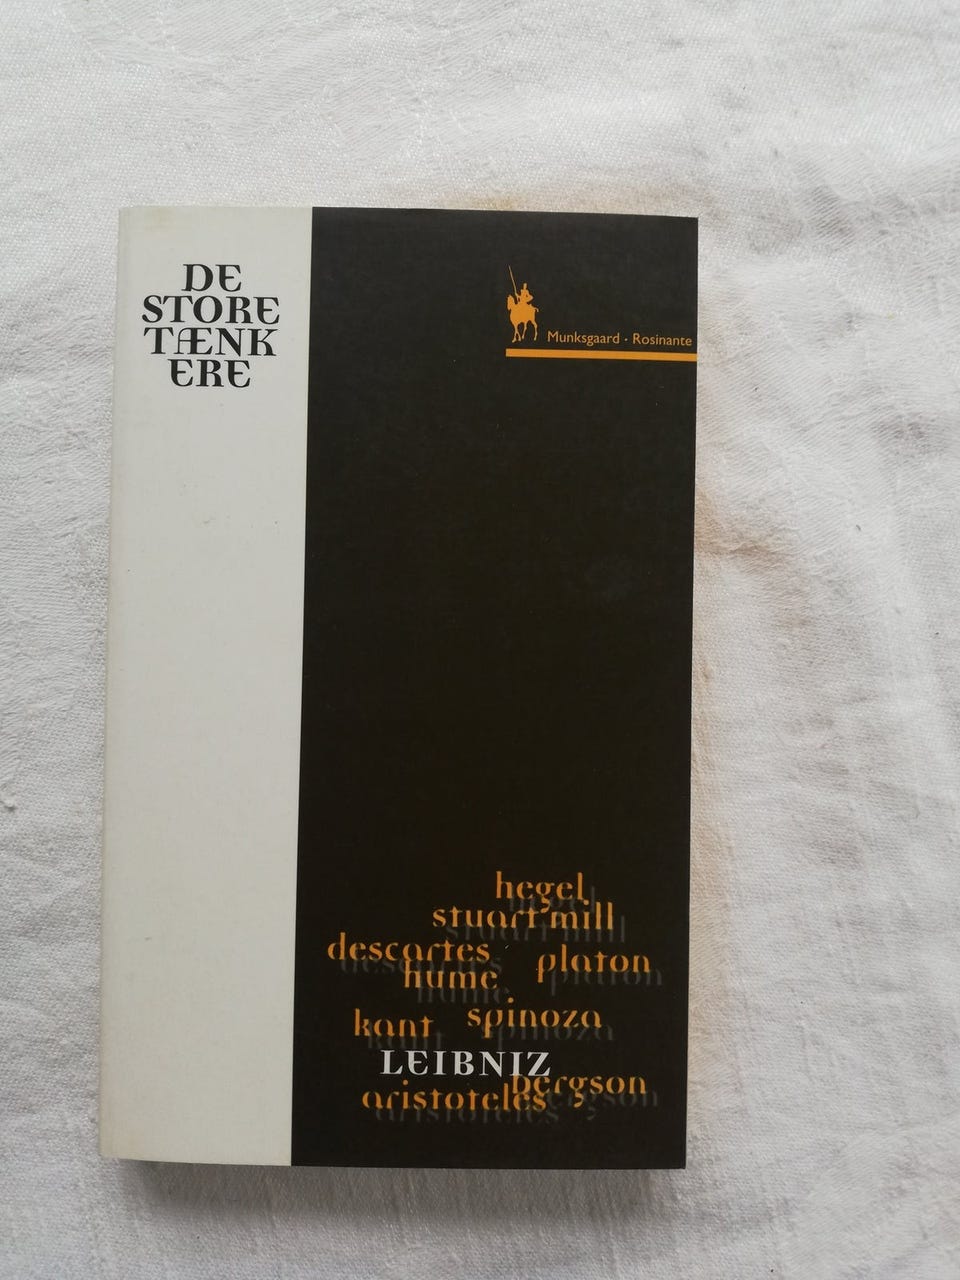 DE
STORE
TÆNK
ERE
Munksgaard · Rosinante
hegel
stuart mill
descartes
platon
hume
spinoza
kant
LEIBNIZ
bergson
aristoteles